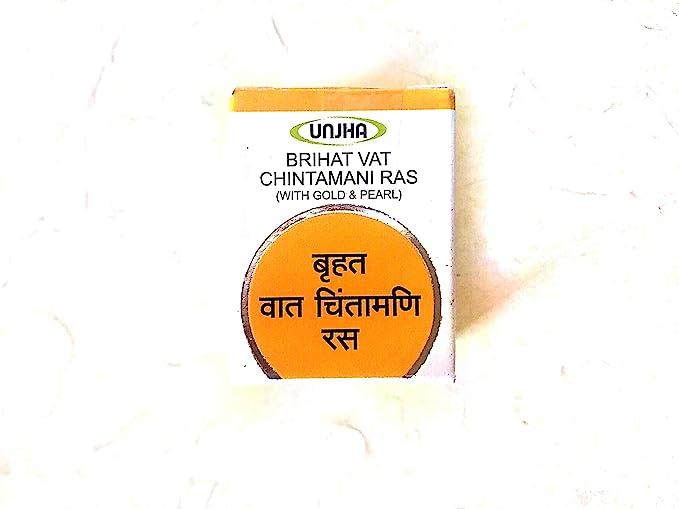 UNJHA
BRIHAT VAT
CHINTAMANI RAS
(WITH GOLD & PEARL)
बृहत
वात चिंतामणि
रस